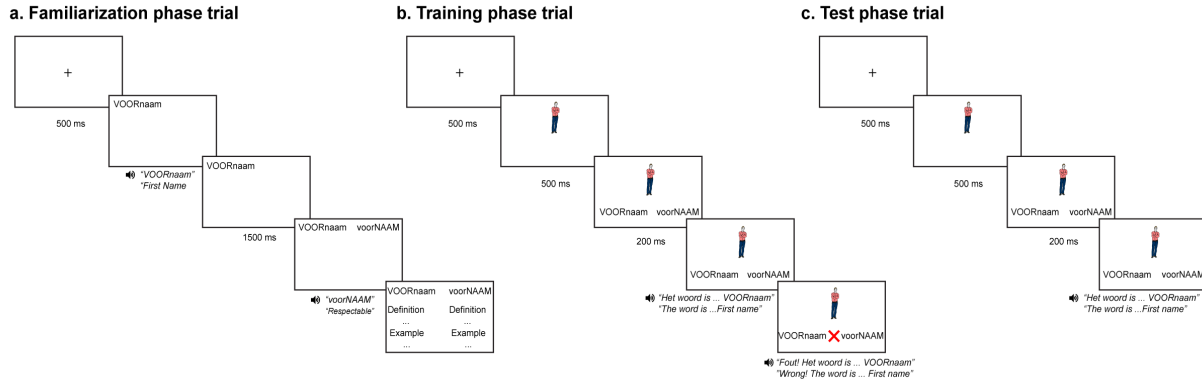 a. Familiarization phase trial
+
500 ms
VOORnaam
"VOORnaam"
"First Name
VOORnaam
1500 ms
VOORnaam voorNAAM
"voorNAAM"
"Respectable"
VOORnaam voorNAAM
Definition Definition
... ...
Example Example
... ...
b. Training phase trial
+
500 ms
500 ms
VOORnaam voorNAAM
200 ms
VOORnaam voorNAAM
"Het woord is ... VOORnaam"
"The word is ...First name"
VOORnaam voorNAAM
"Fout! Het woord is ... VOORnaam"
"Wrong! The word is ... First name"
c. Test phase trial
+
500 ms
500 ms
VOORnaam voorNAAM
200 ms
VOORnaam voorNAAM
"Het woord is ... VOORnaam"
"The word is ...First name"